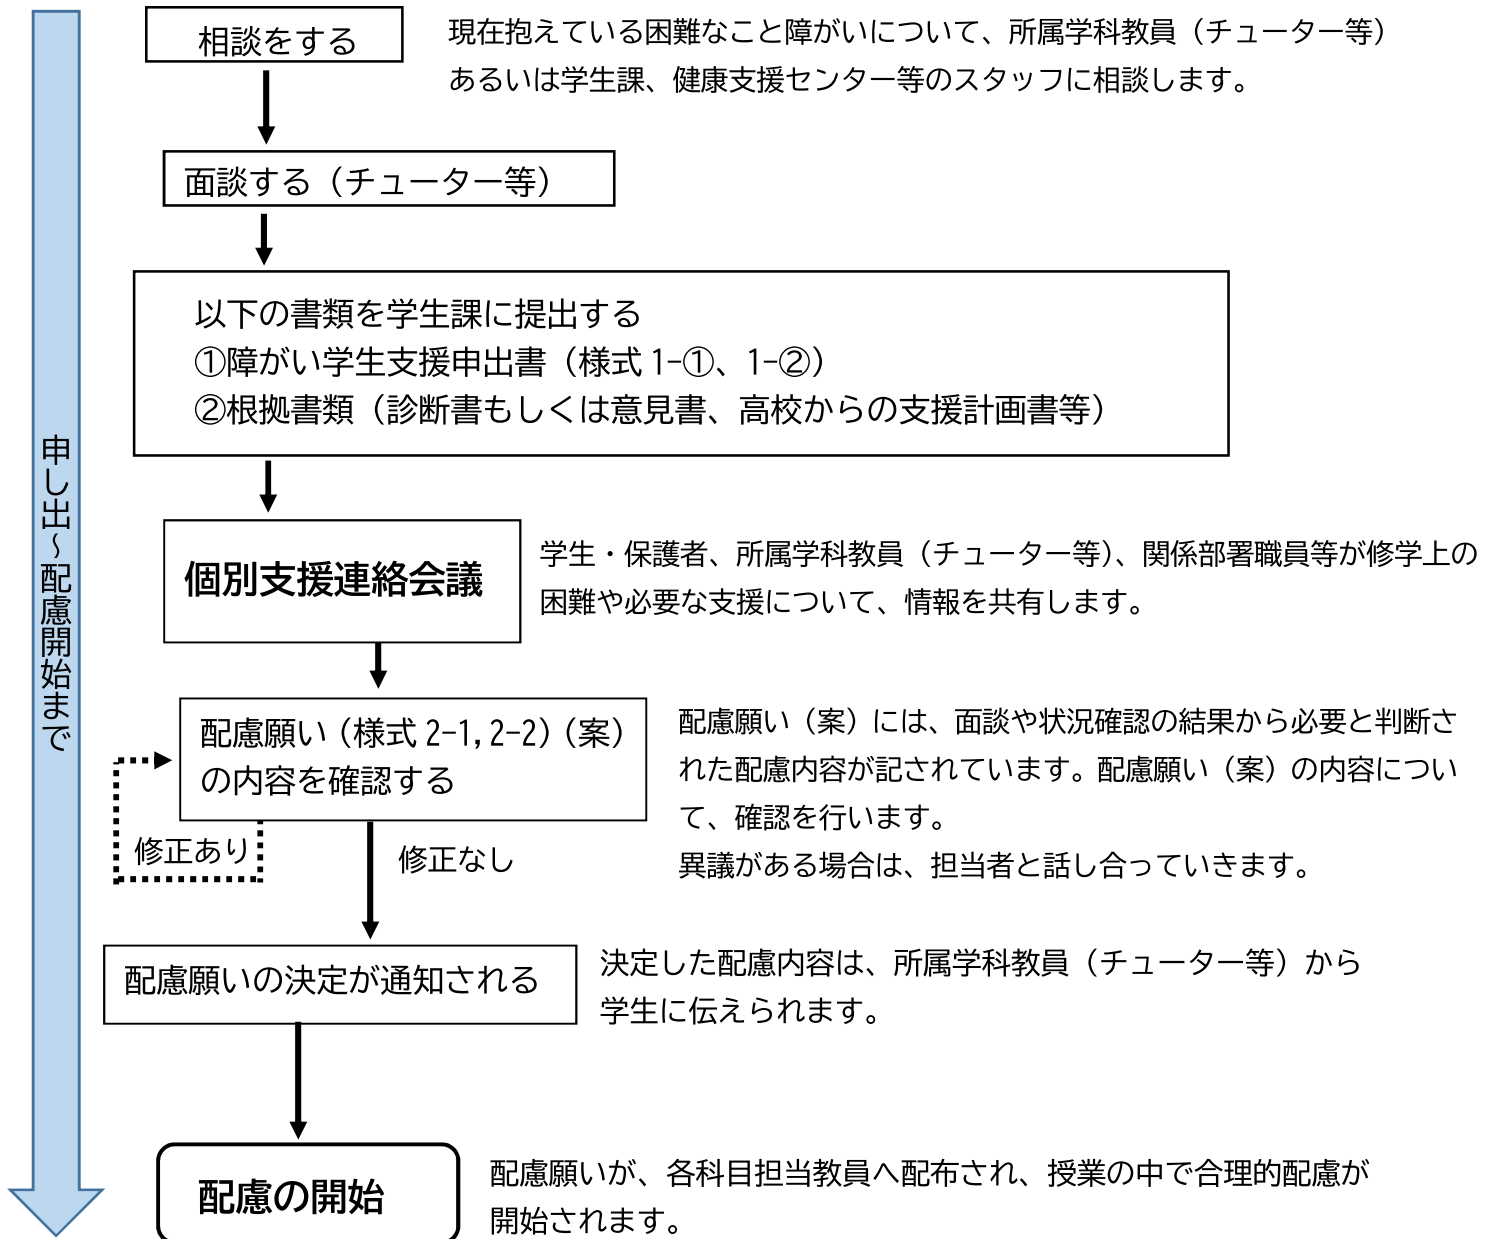 相談をする
現在抱えている困難なこと障がいについて、所属学科教員（チューター等）
あるいは学生課、健康支援センター等のスタッフに相談します。
面談する（チューター等）
以下の書類を学生課に提出する
①障がい学生支援申出書（様式 1-①、1-②）
②根拠書類（診断書もしくは意見書、高校からの支援計画書等）
申し出～配慮開始まで
個別支援連絡会議
学生・保護者、所属学科教員（チューター等）、関係部署職員等が修学上の
困難や必要な支援について、情報を共有します。
配慮願い（様式 2-1, 2-2）（案）
の内容を確認する
配慮願い（案）には、面談や状況確認の結果から必要と判断さ
れた配慮内容が記されています。配慮願い（案）の内容につい
て、確認を行います。
異議がある場合は、担当者と話し合っていきます。
修正あり
修正なし
配慮願いの決定が通知される
決定した配慮内容は、所属学科教員（チューター等）から
学生に伝えられます。
配慮の開始
配慮願いが、各科目担当教員へ配布され、授業の中で合理的配慮が
開始されます。